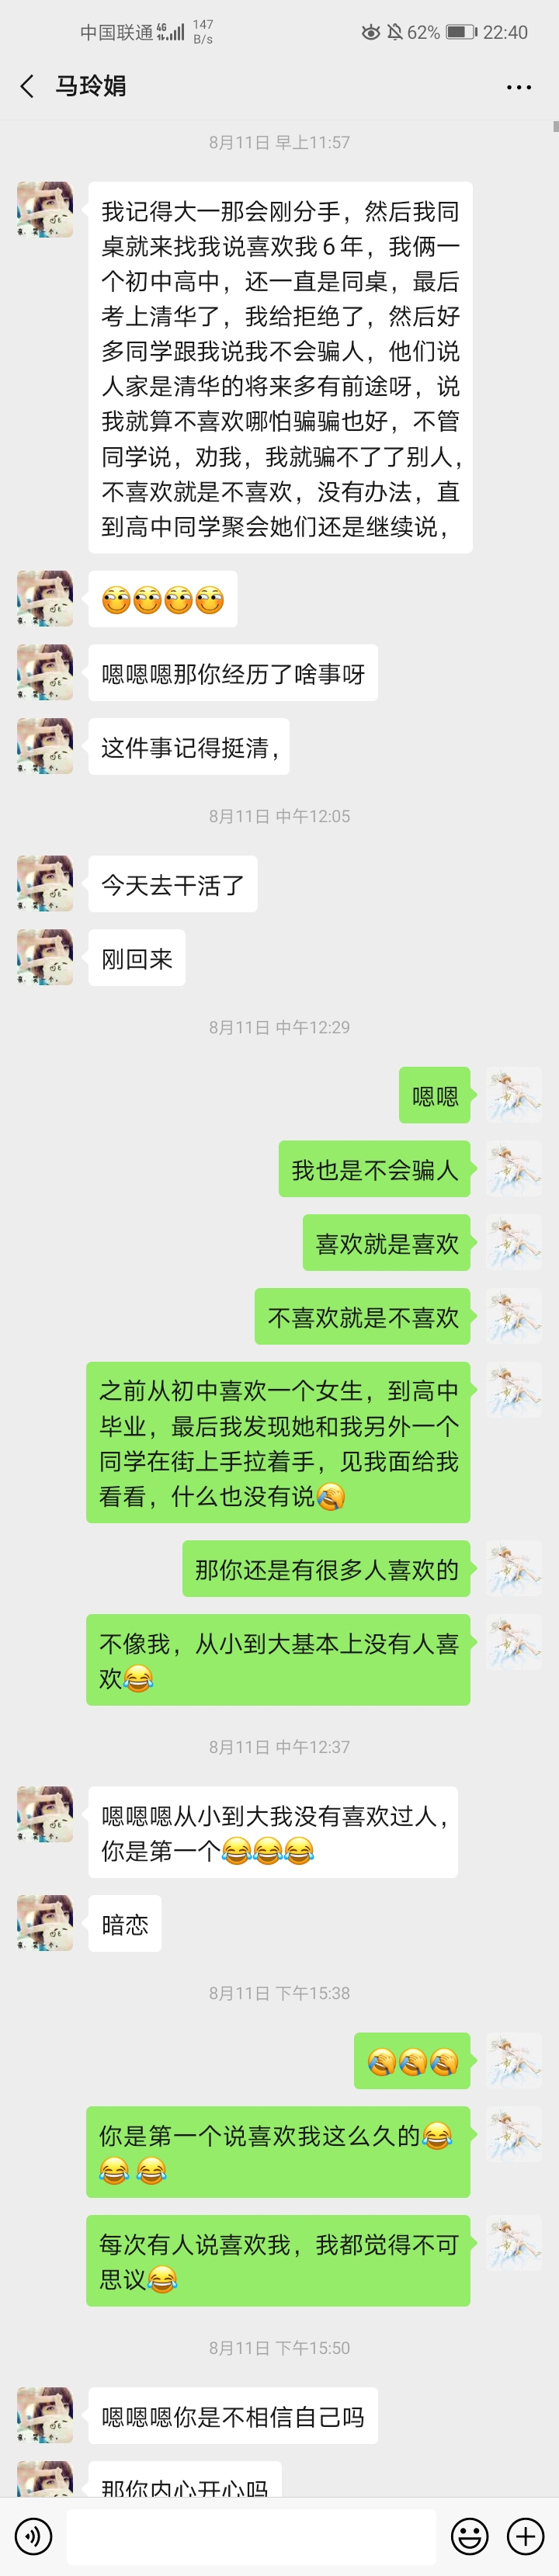 中国联通 4G 147 B/s 62% 22:40
马玲娟
8月11日 早上11:57
我记得大一那会刚分手，然后我同
桌就来找我说喜欢我6年，我俩一
个初中高中，还一直是同桌，最后
考上清华了，我给拒绝了，然后好
多同学跟我说我不会骗人，他们说
人家是清华的将来多有前途呀，说
我就算不喜欢哪怕骗骗也好，不管
同学说，劝我，我就骗不了了别人，
不喜欢就是不喜欢，没有办法，直
到高中同学聚会她们还是继续说，
嗯嗯嗯那你经历了啥事呀
这件事记得挺清，
8月11日 中午12:05
今天去干活了
刚回来
8月11日 中午12:29
嗯嗯
我也是不会骗人
喜欢就是喜欢
不喜欢就是不喜欢
之前从初中喜欢一个女生，到高中
毕业，最后我发现她和我另外一个
同学在街上手拉着手，见我面给我
看看，什么也没有说🤦
那你还是有很多人喜欢的
不像我，从小到大基本上没有人喜
欢😂
8月11日 中午12:37
嗯嗯嗯从小到大我没有喜欢过人，
你是第一个😂😂😂
暗恋
8月11日 下午15:38
🤦🤦🤦
你是第一个说喜欢我这么久的😂
😂 😂
每次有人说喜欢我，我都觉得不可
思议😂
8月11日 下午15:50
嗯嗯嗯你是不相信自己吗
那你内心开心吗